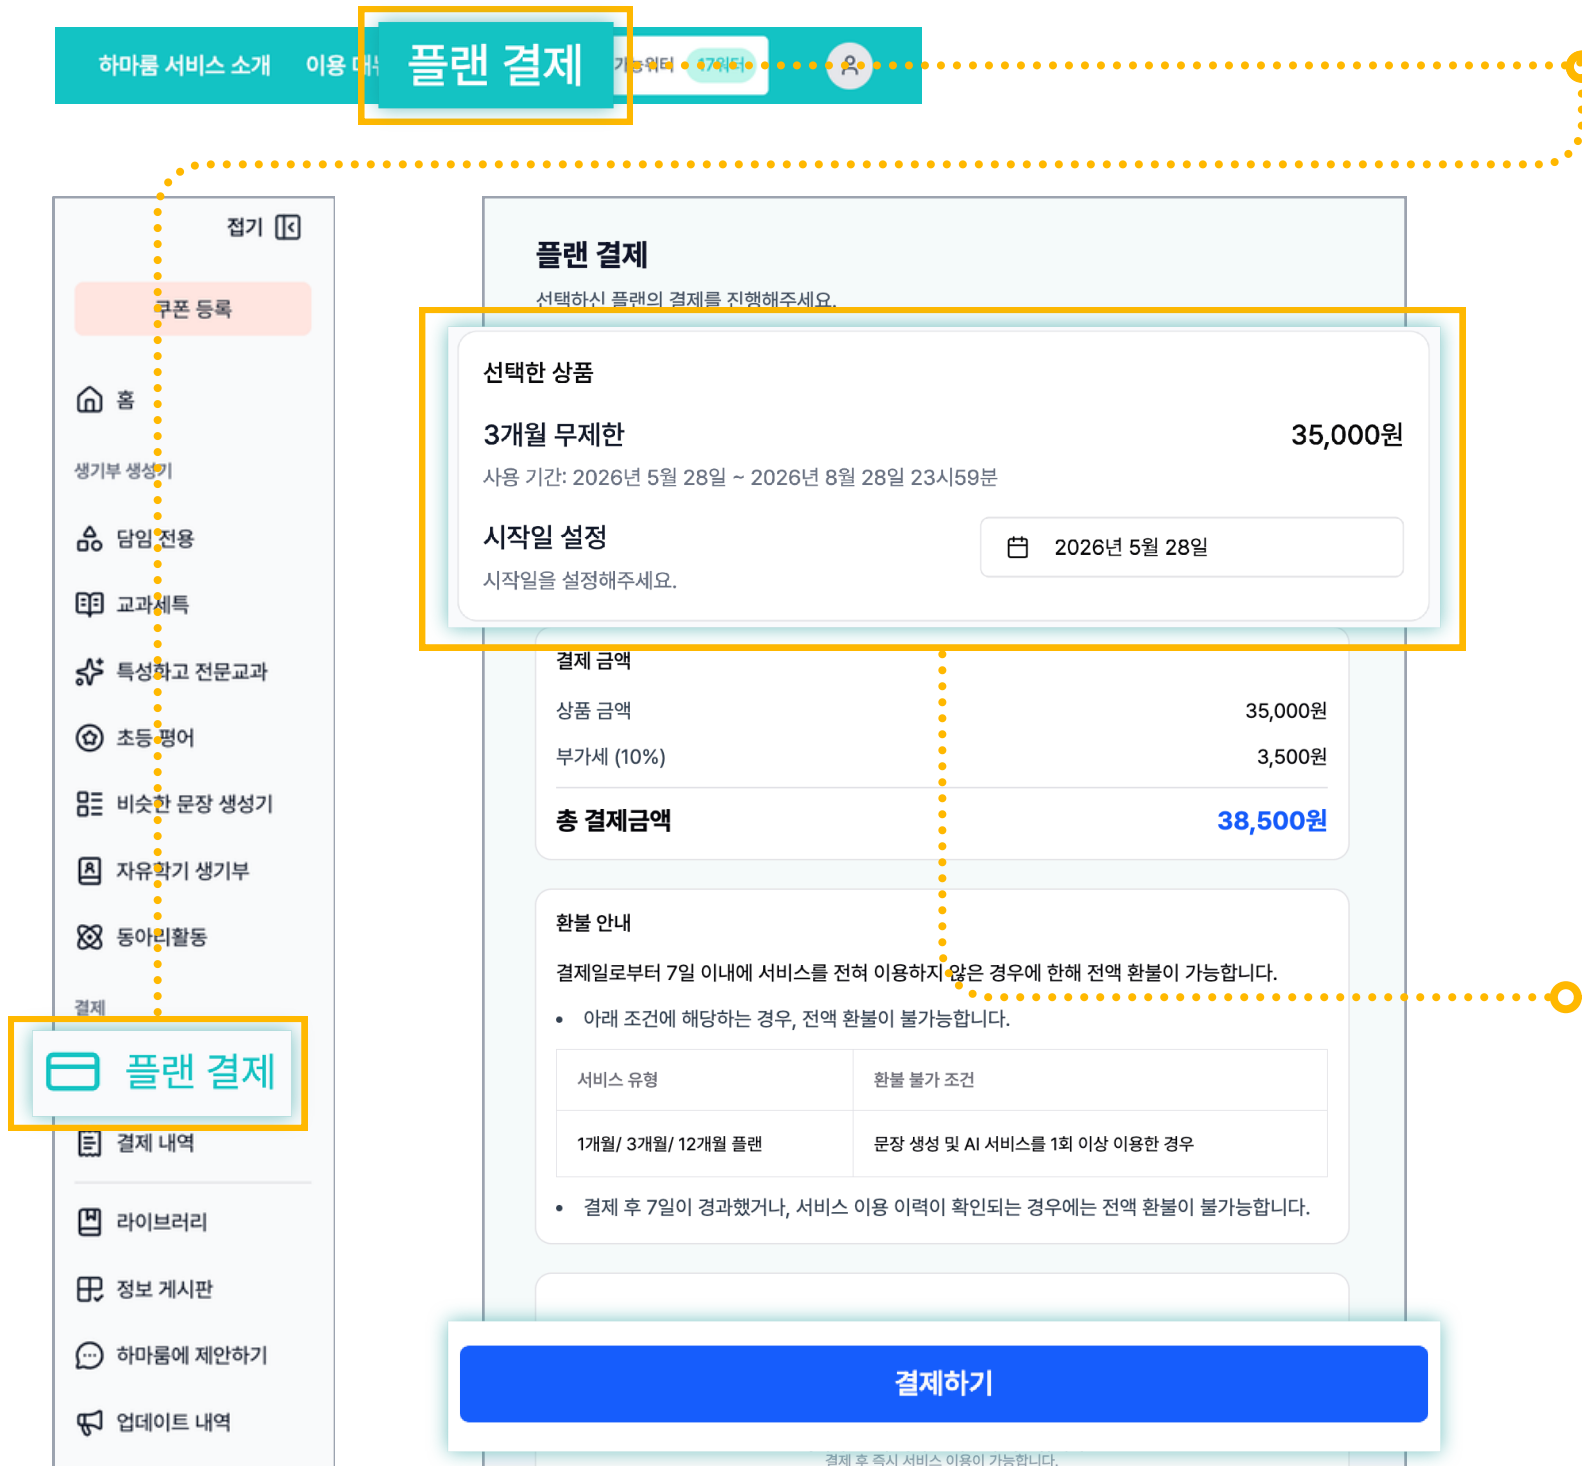 하마룸 서비스 소개
이용
플랜 결제
17워터
접기
쿠폰 등록
홈
생기부 생성기
담임 전용
교과세특
특성화고 전문교과
초등 평어
비슷한 문장 생성기
자유학기 생기부
동아리활동
결제
플랜 결제
결제 내역
라이브러리
정보 게시판
하마룸에 제안하기
업데이트 내역
플랜 결제
선택하신 플랜의 결제를 진행해주세요.
선택한 상품
3개월 무제한 35,000원
사용 기간: 2026년 5월 28일 ~ 2026년 8월 28일 23시59분
시작일 설정
2026년 5월 28일
시작일을 설정해주세요.
결제 금액
상품 금액 35,000원
부가세 (10%) 3,500원
총 결제금액 38,500원
환불 안내
결제일로부터 7일 이내에 서비스를 전혀 이용하지 않은 경우에 한해 전액 환불이 가능합니다.
• 아래 조건에 해당하는 경우, 전액 환불이 불가능합니다.
서비스 유형 환불 불가 조건
1개월/ 3개월/ 12개월 플랜 문장 생성 및 AI 서비스를 1회 이상 이용한 경우
• 결제 후 7일이 경과했거나, 서비스 이용 이력이 확인되는 경우에는 전액 환불이 불가능합니다.
결제하기
결제 후 즉시 서비스 이용이 가능합니다.